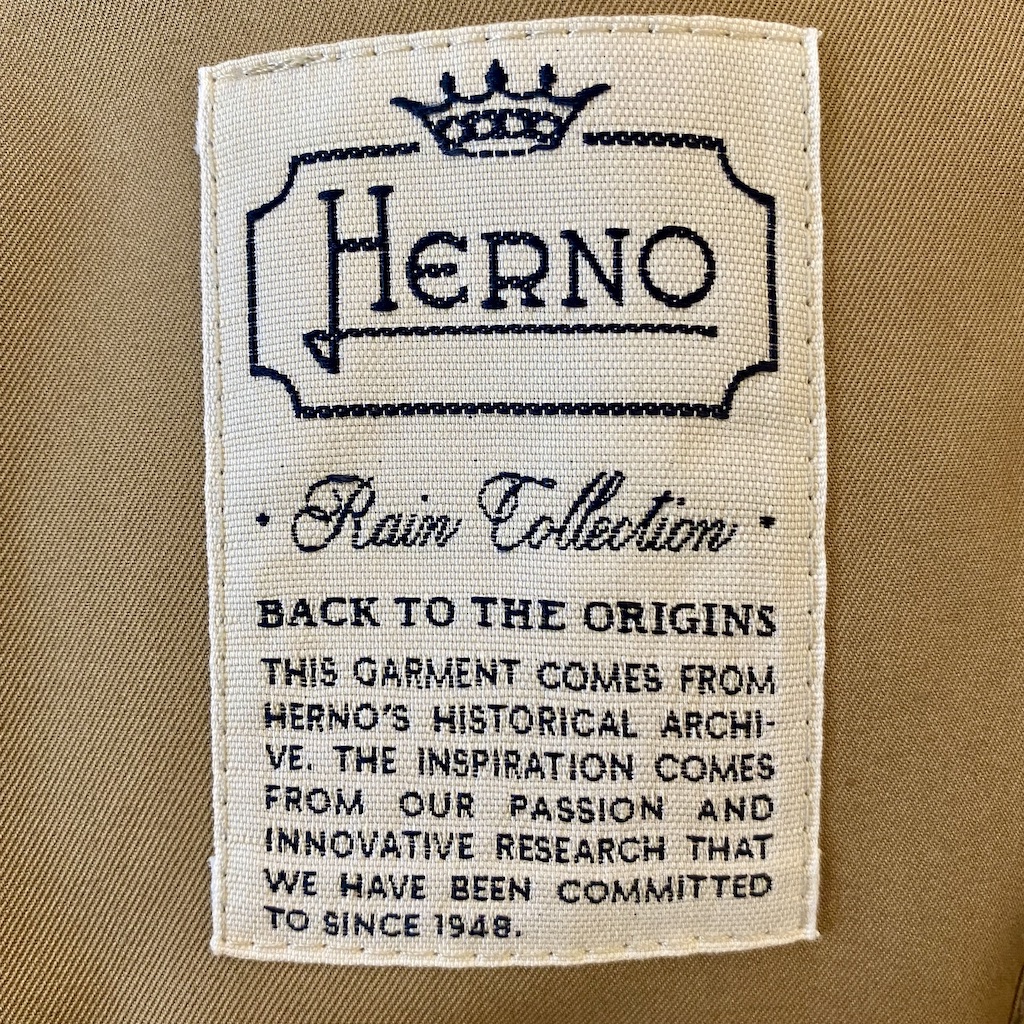 HERNO
· Rain Collection ·
BACK TO THE ORIGINS
THIS GARMENT COMES FROM
HERNO'S HISTORICAL ARCHI-
VE. THE INSPIRATION COMES
FROM OUR PASSION AND
INNOVATIVE RESEARCH THAT
WE HAVE BEEN COMMITTED
TO SINCE 1948.